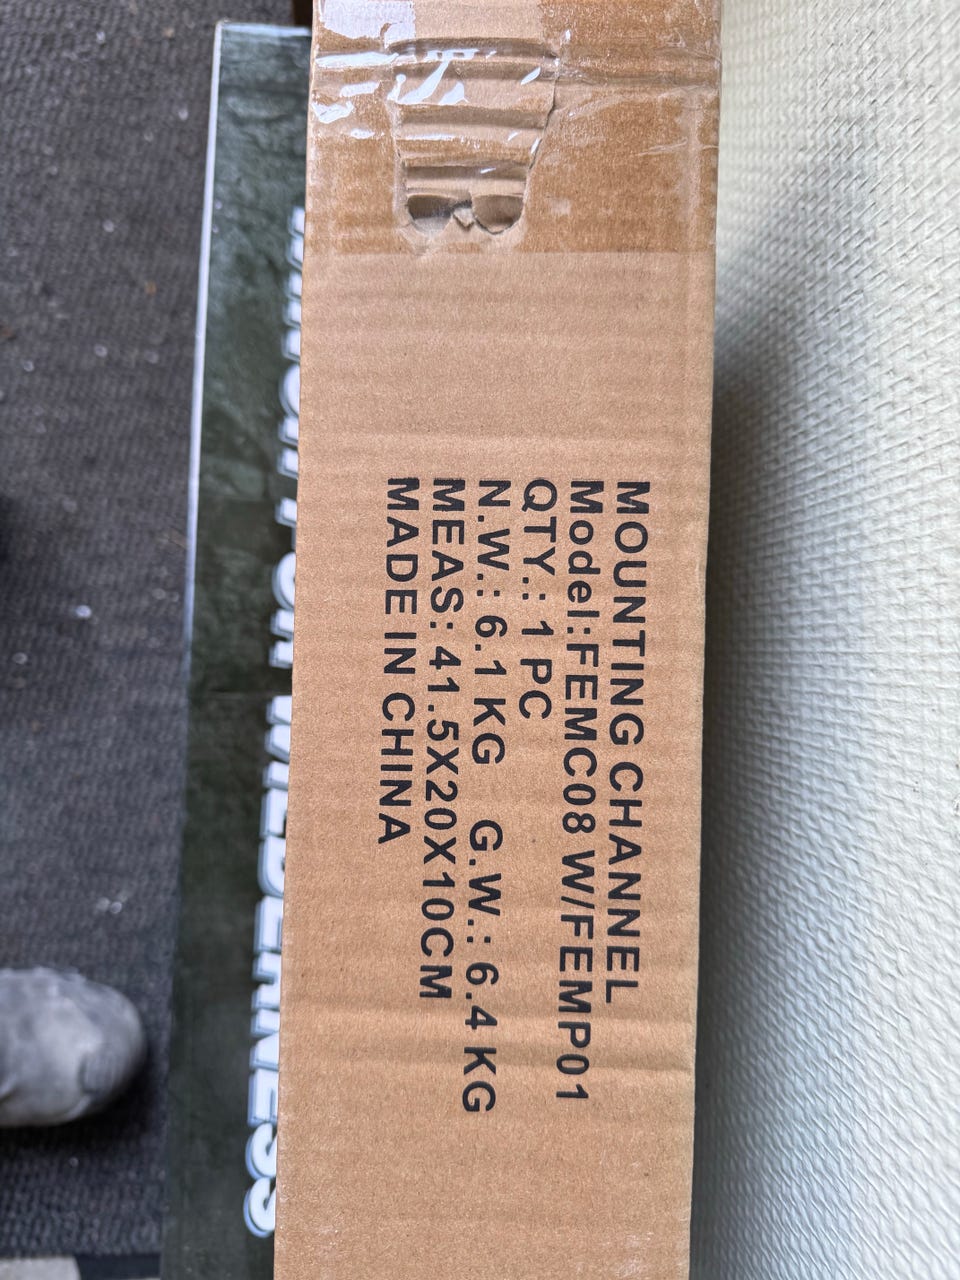 MOUNTING CHANNEL
Model:FEMC08 W/FEMP01
QTY.: 1 PC
N.W.: 6.1 KG G.W.: 6.4 KG
MEAS: 41.5X20X10CM
MADE IN CHINA